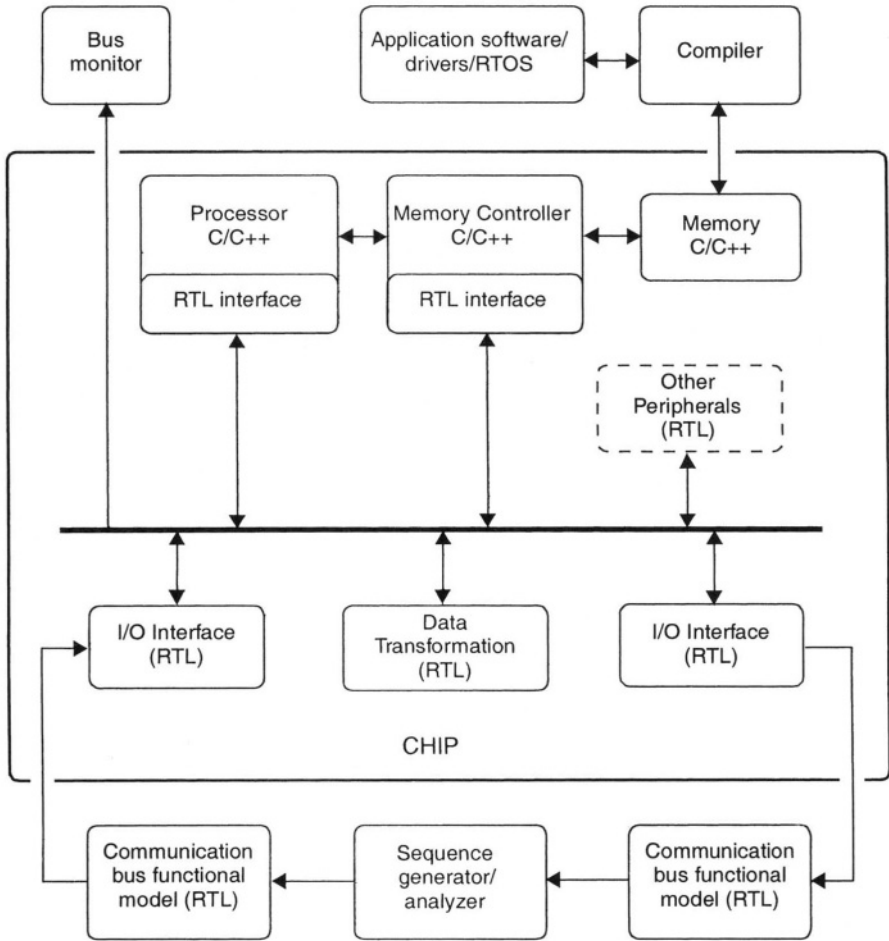 Bus
monitor
Application software/
drivers/RTOS
Compiler
Processor
C/C++
RTL interface
Memory Controller
C/C++
RTL interface
Memory
C/C++
Other
Peripherals
(RTL)
I/O Interface
(RTL)
Data
Transformation
(RTL)
I/O Interface
(RTL)
CHIP
Communication
bus functional
model (RTL)
Sequence
generator/
analyzer
Communication
bus functional
model (RTL)